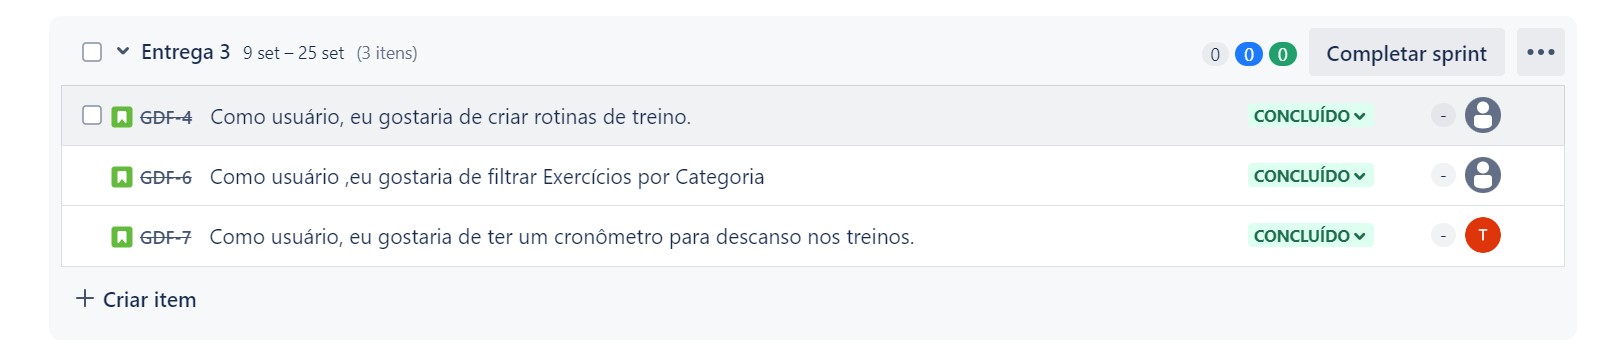 Entrega 3 9 set – 25 set (3 itens) 0 0 0 Completar sprint
GDF-4 Como usuário, eu gostaria de criar rotinas de treino. CONCLUÍDO -
GDF-6 Como usuário ,eu gostaria de filtrar Exercícios por Categoria CONCLUÍDO -
GDF-7 Como usuário, eu gostaria de ter um cronômetro para descanso nos treinos. CONCLUÍDO - T
+ Criar item